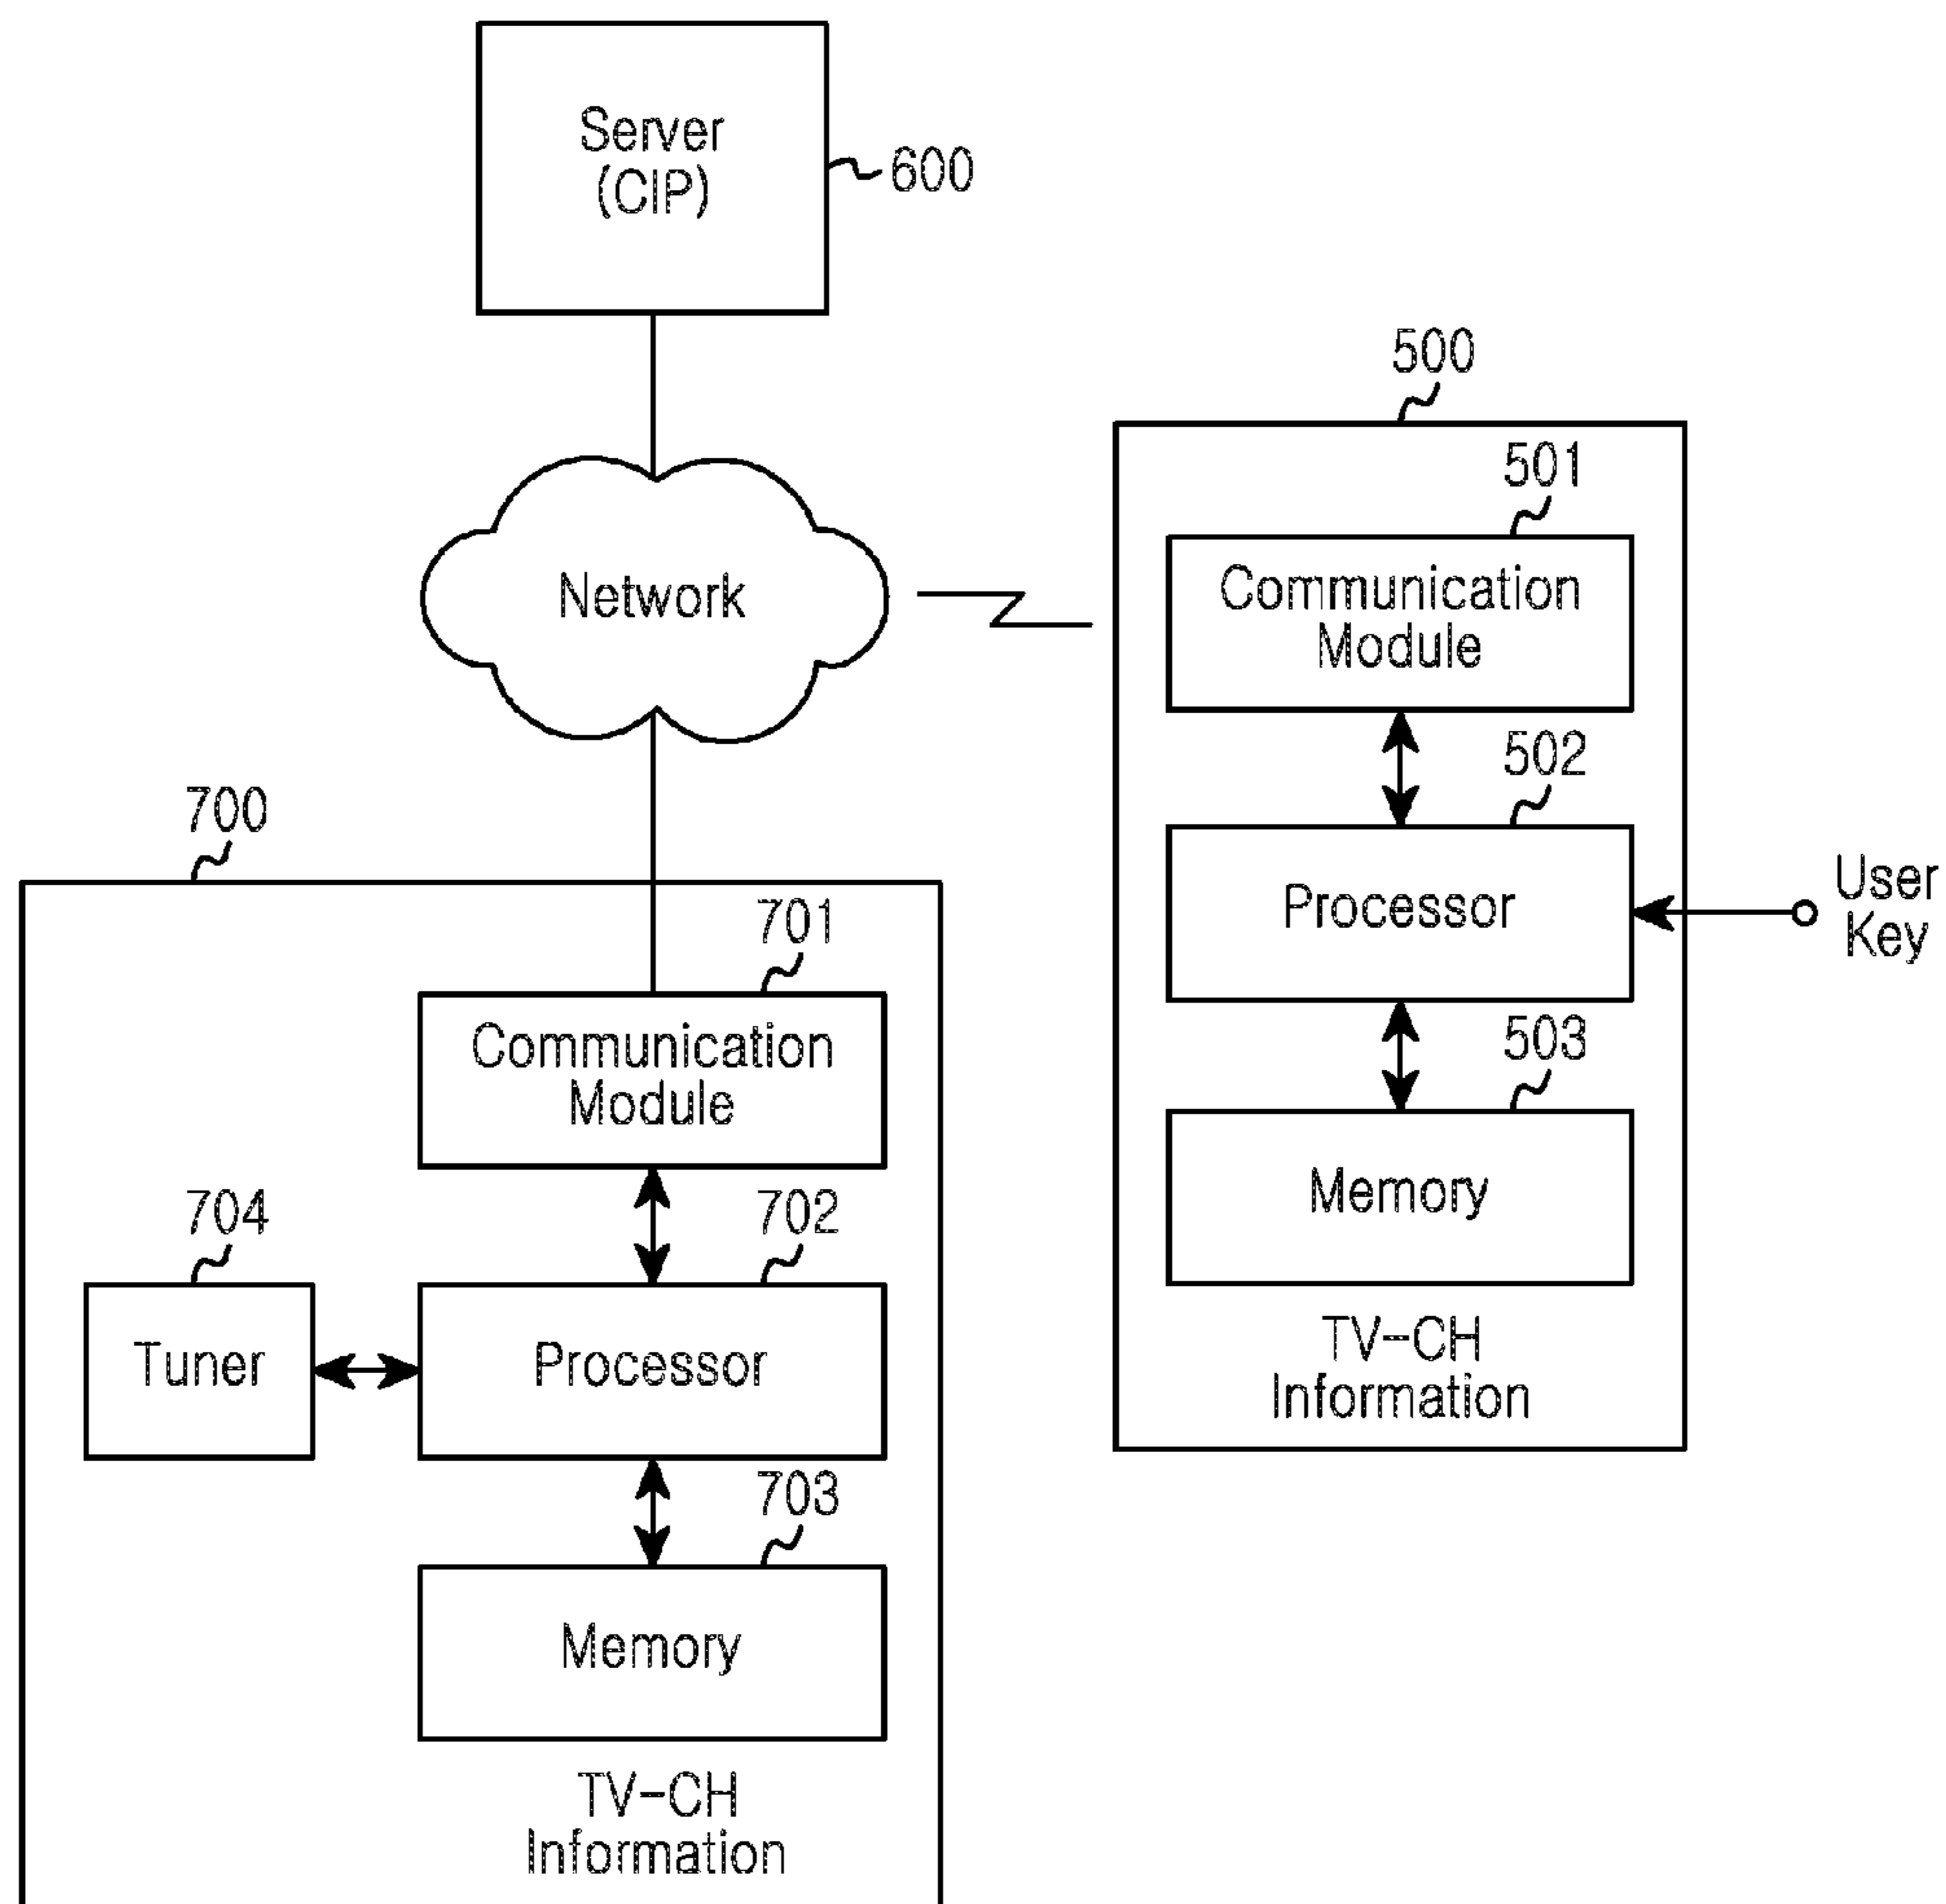 Server
(CIP)
600
Network
500
501
Communication
Module
502
Processor
User
Key
503
Memory
TV-CH
Information
700
701
Communication
Module
704
Tuner
702
Processor
703
Memory
TV-CH
Information